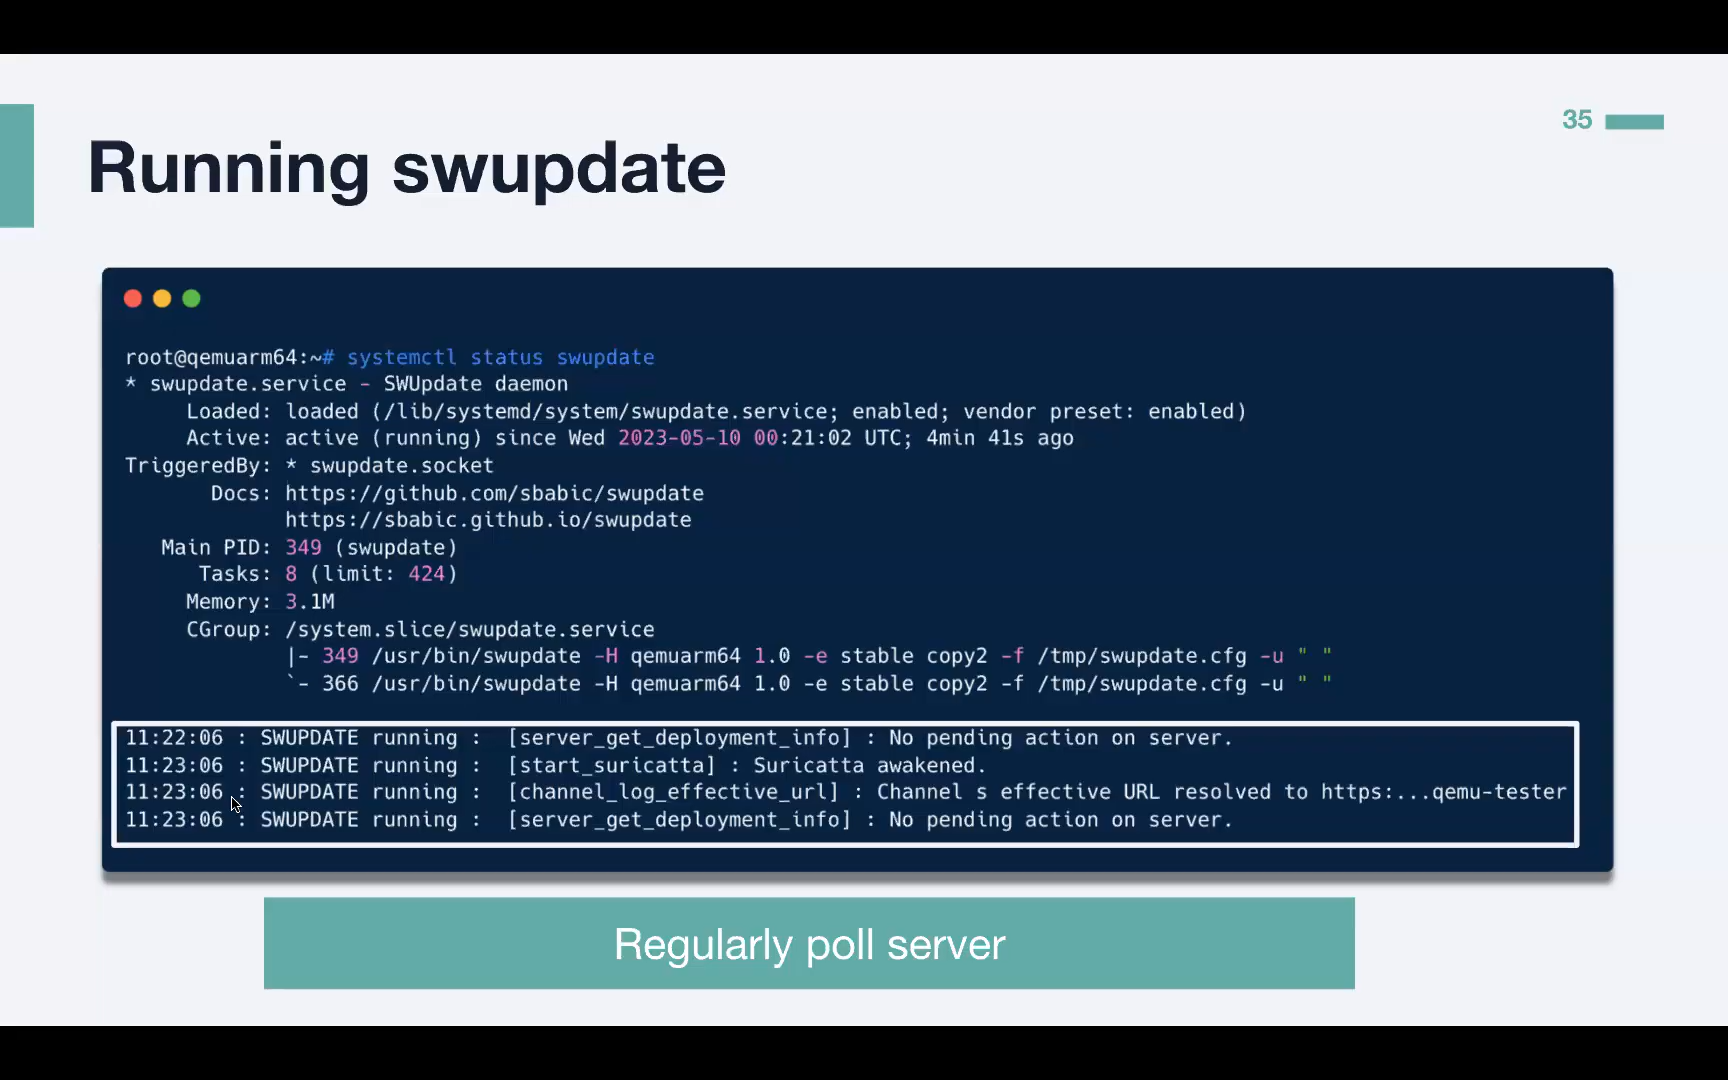 35
Running swupdate
root@qemuarm64:~# systemctl status swupdate
* swupdate.service - SWUpdate daemon
Loaded: loaded (/lib/systemd/system/swupdate.service; enabled; vendor preset: enabled)
Active: active (running) since Wed 2023-05-10 00:21:02 UTC; 4min 41s ago
TriggeredBy: * swupdate.socket
Docs: https://github.com/sbabic/swupdate
https://sbabic.github.io/swupdate
Main PID: 349 (swupdate)
Tasks: 8 (limit: 424)
Memory: 3.1M
CGroup: /system.slice/swupdate.service
|- 349 /usr/bin/swupdate -H qemuarm64 1.0 -e stable copy2 -f /tmp/swupdate.cfg -u " "
`- 366 /usr/bin/swupdate -H qemuarm64 1.0 -e stable copy2 -f /tmp/swupdate.cfg -u " "
11:22:06 : SWUPDATE running :  [server_get_deployment_info] : No pending action on server.
11:23:06 : SWUPDATE running :  [start_suricatta] : Suricatta awakened.
11:23:06 : SWUPDATE running :  [channel_log_effective_url] : Channel s effective URL resolved to https:...qemu-tester
11:23:06 : SWUPDATE running :  [server_get_deployment_info] : No pending action on server.
Regularly poll server